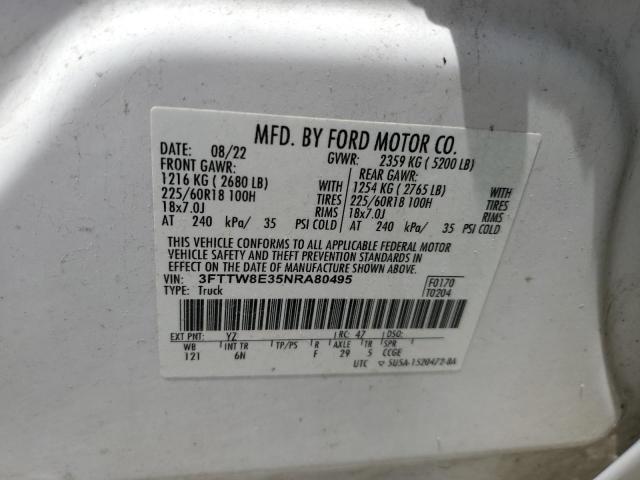 MFD. BY FORD MOTOR CO.
DATE: 08/22 GVWR: 2359 KG ( 5200 LB)
FRONT GAWR: REAR GAWR:
1216 KG ( 2680 LB) WITH 1254 KG ( 2765 LB) WITH
225/60R18 100H TIRES 225/60R18 100H TIRES
18x7.0J RIMS 18x7.0J RIMS
AT 240 kPa/ 35 PSI COLD AT 240 kPa/ 35 PSI COLD
THIS VEHICLE CONFORMS TO ALL APPLICABLE FEDERAL MOTOR
VEHICLE SAFETY AND THEFT PREVENTION STANDARDS IN
EFFECT ON THE DATE OF MANUFACTURE SHOWN ABOVE.
VIN: 3FTTW8E35NRA80495 F0170
TYPE: Truck T0204
EXT PNT: YZ RC: 47 DSO:
WB INT TR TP/PS R AXLE TR SPR
121 6N F 29 5 CCGE
UTC 5U5A-1520472-BA